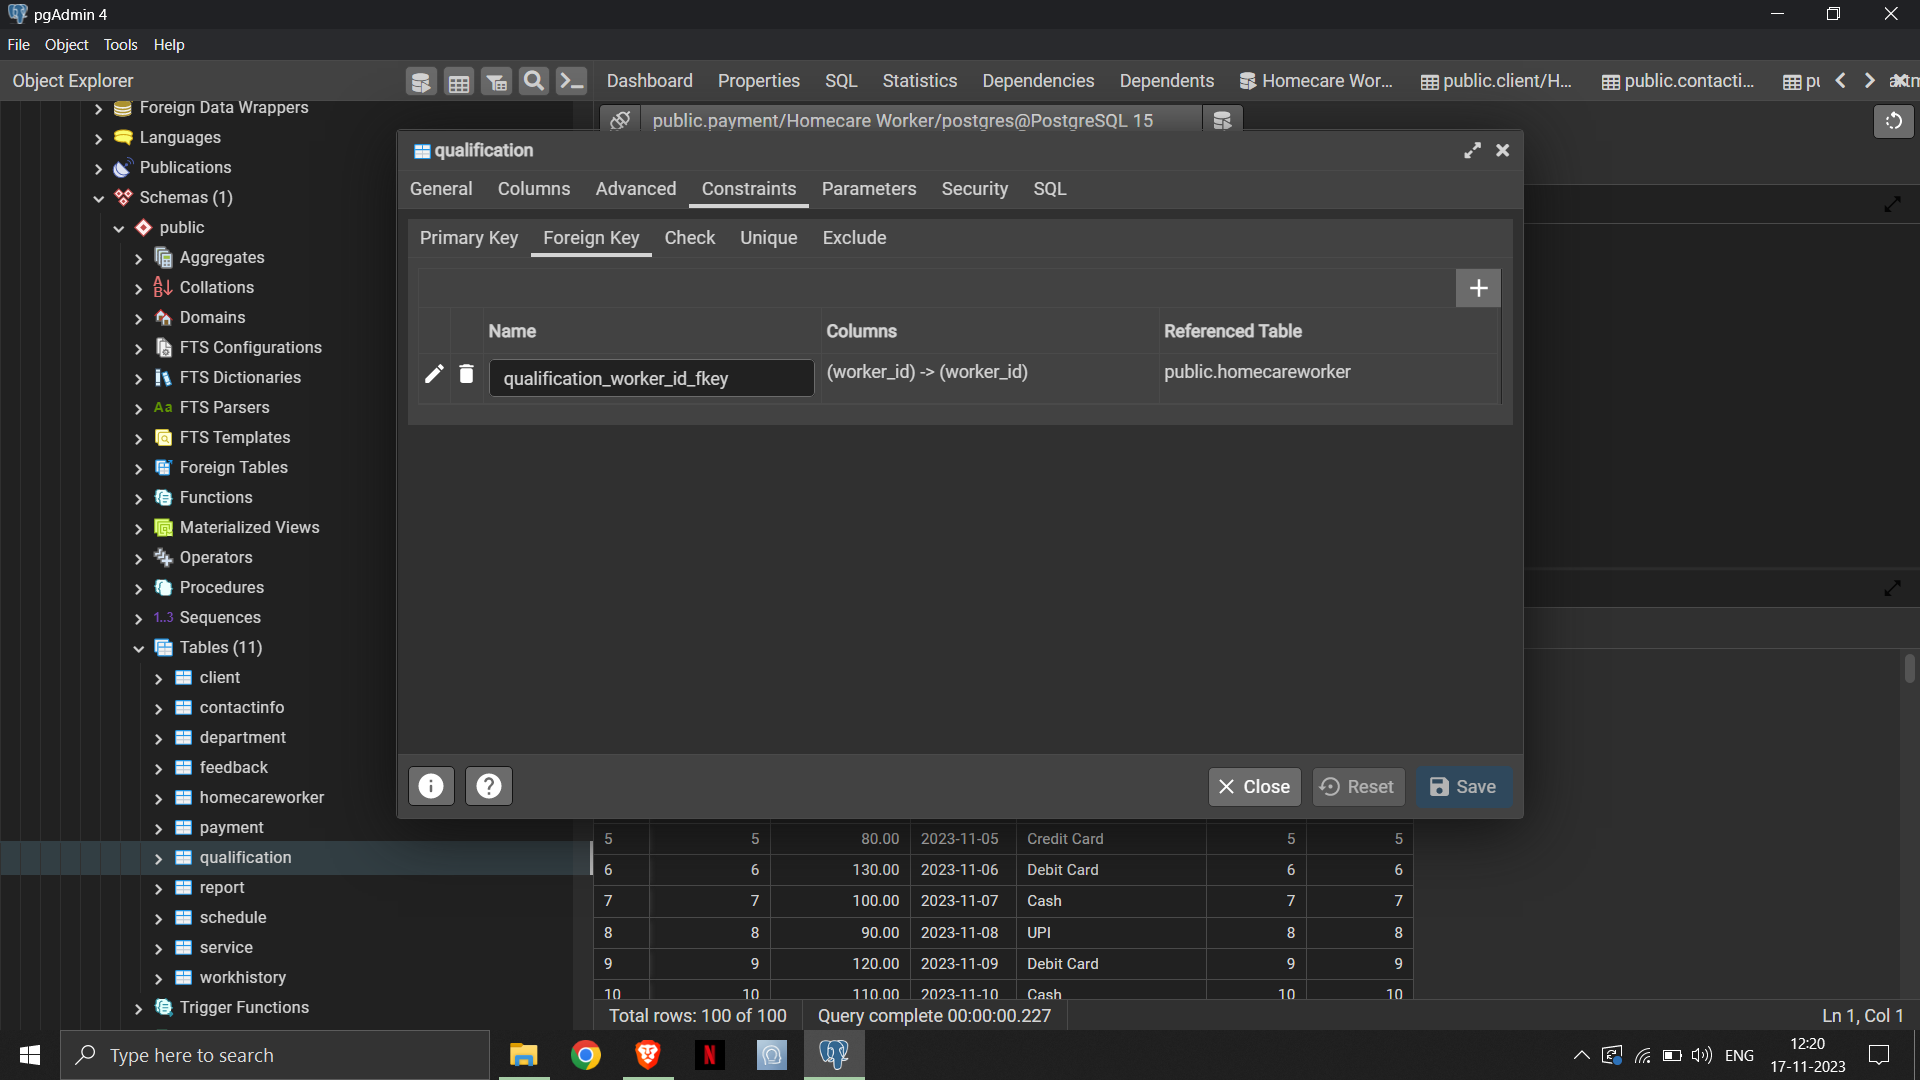 pgAdmin 4
File Object Tools Help
Object Explorer
Dashboard Properties SQL Statistics Dependencies Dependents Homecare Wor... public.client/H... public.contacti...
public.payment/Homecare Worker/postgres@PostgreSQL 15
Foreign Data Wrappers
Languages
Publications
Schemas (1)
public
Aggregates
Collations
Domains
FTS Configurations
FTS Dictionaries
Aa FTS Parsers
FTS Templates
Foreign Tables
Functions
Materialized Views
Operators
Procedures
1..3 Sequences
Tables (11)
client
contactinfo
department
feedback
homecareworker
payment
qualification
report
schedule
service
workhistory
Trigger Functions
qualification
General Columns Advanced Constraints Parameters Security SQL
Primary Key Foreign Key Check Unique Exclude
Name Columns Referenced Table
qualification_worker_id_fkey (worker_id) -> (worker_id) public.homecareworker
Close Reset Save
5 5 80.00 2023-11-05 Credit Card 5 5
6 6 130.00 2023-11-06 Debit Card 6 6
7 7 100.00 2023-11-07 Cash 7 7
8 8 90.00 2023-11-08 UPI 8 8
9 9 120.00 2023-11-09 Debit Card 9 9
10 10 110.00 2023-11-10 Cash 10 10
Total rows: 100 of 100 Query complete 00:00:00.227 Ln 1, Col 1
Type here to search
ENG
12:20
17-11-2023